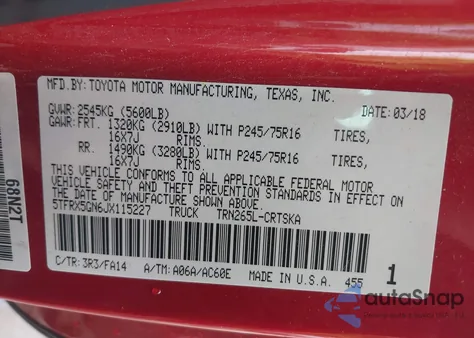 MFD.BY: TOYOTA MOTOR MANUFACTURING, TEXAS, INC.
GVWR: 2545KG (5600LB) DATE: 03/18
GAWR: FRT. 1320KG (2910LB) WITH P245/75R16 TIRES,
16X7J RIMS.
RR. 1490KG (3280LB) WITH P245/75R16 TIRES,
16X7J RIMS.
THIS VEHICLE CONFORMS TO ALL APPLICABLE FEDERAL MOTOR
VEHICLE SAFETY AND THEFT PREVENTION STANDARDS IN EFFECT ON
THE DATE OF MANUFACTURE SHOWN ABOVE.
5TFRX5GN6JX115227 TRUCK TRN265L-CRTSKA
C/TR: 3R3/FA14 A/TM: A06A/AC60E MADE IN U.S.A. 455 1
68N2T
autoSnap